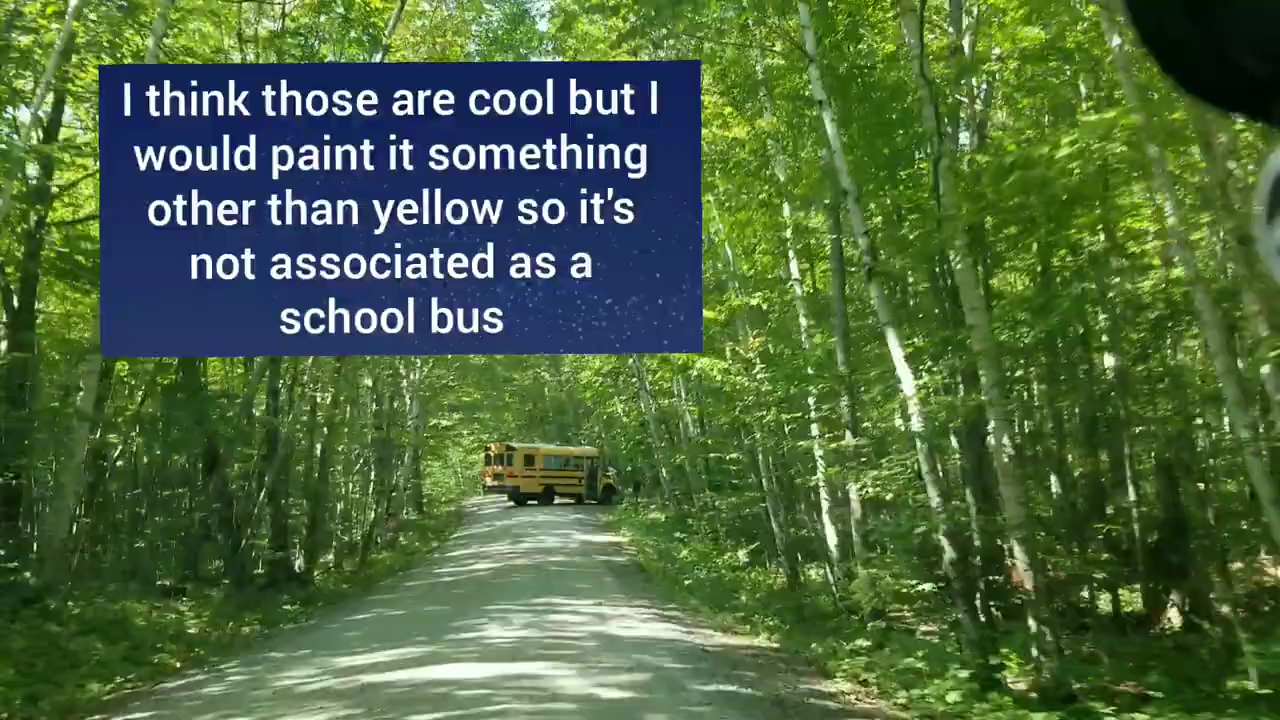 I think those are cool but I
would paint it something
other than yellow so it's
not associated as a
school bus